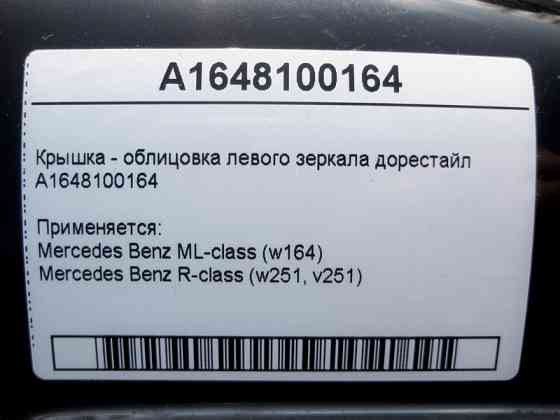 A1648100164
Крышка - облицовка левого зеркала дорестайл
A1648100164
Применяется:
Mercedes Benz ML-class (w164)
Mercedes Benz R-class (w251, v251)